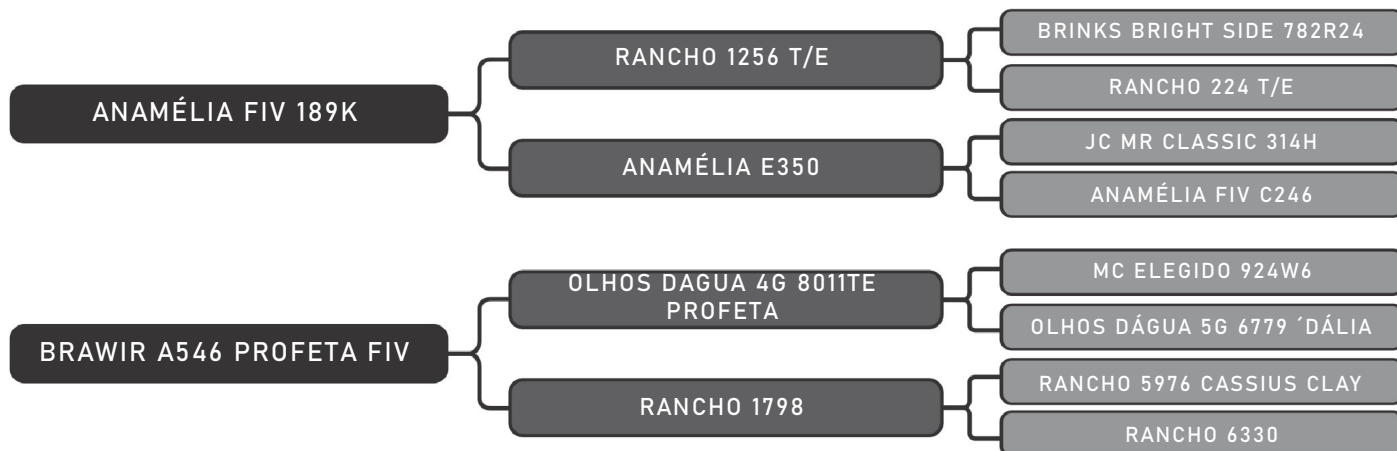 BRINKS BRIGHT SIDE 782R24
RANCHO 1256 T/E
RANCHO 224 T/E
ANAMÉLIA FIV 189K
JC MR CLASSIC 314H
ANAMÉLIA E350
ANAMÉLIA FIV C246
MC ELEGIDO 924W6
OLHOS DAGUA 4G 8011TE
PROFETA
OLHOS DÁGUA 5G 6779 ´DÁLIA
BRAWIR A546 PROFETA FIV
RANCHO 5976 CASSIUS CLAY
RANCHO 1798
RANCHO 6330